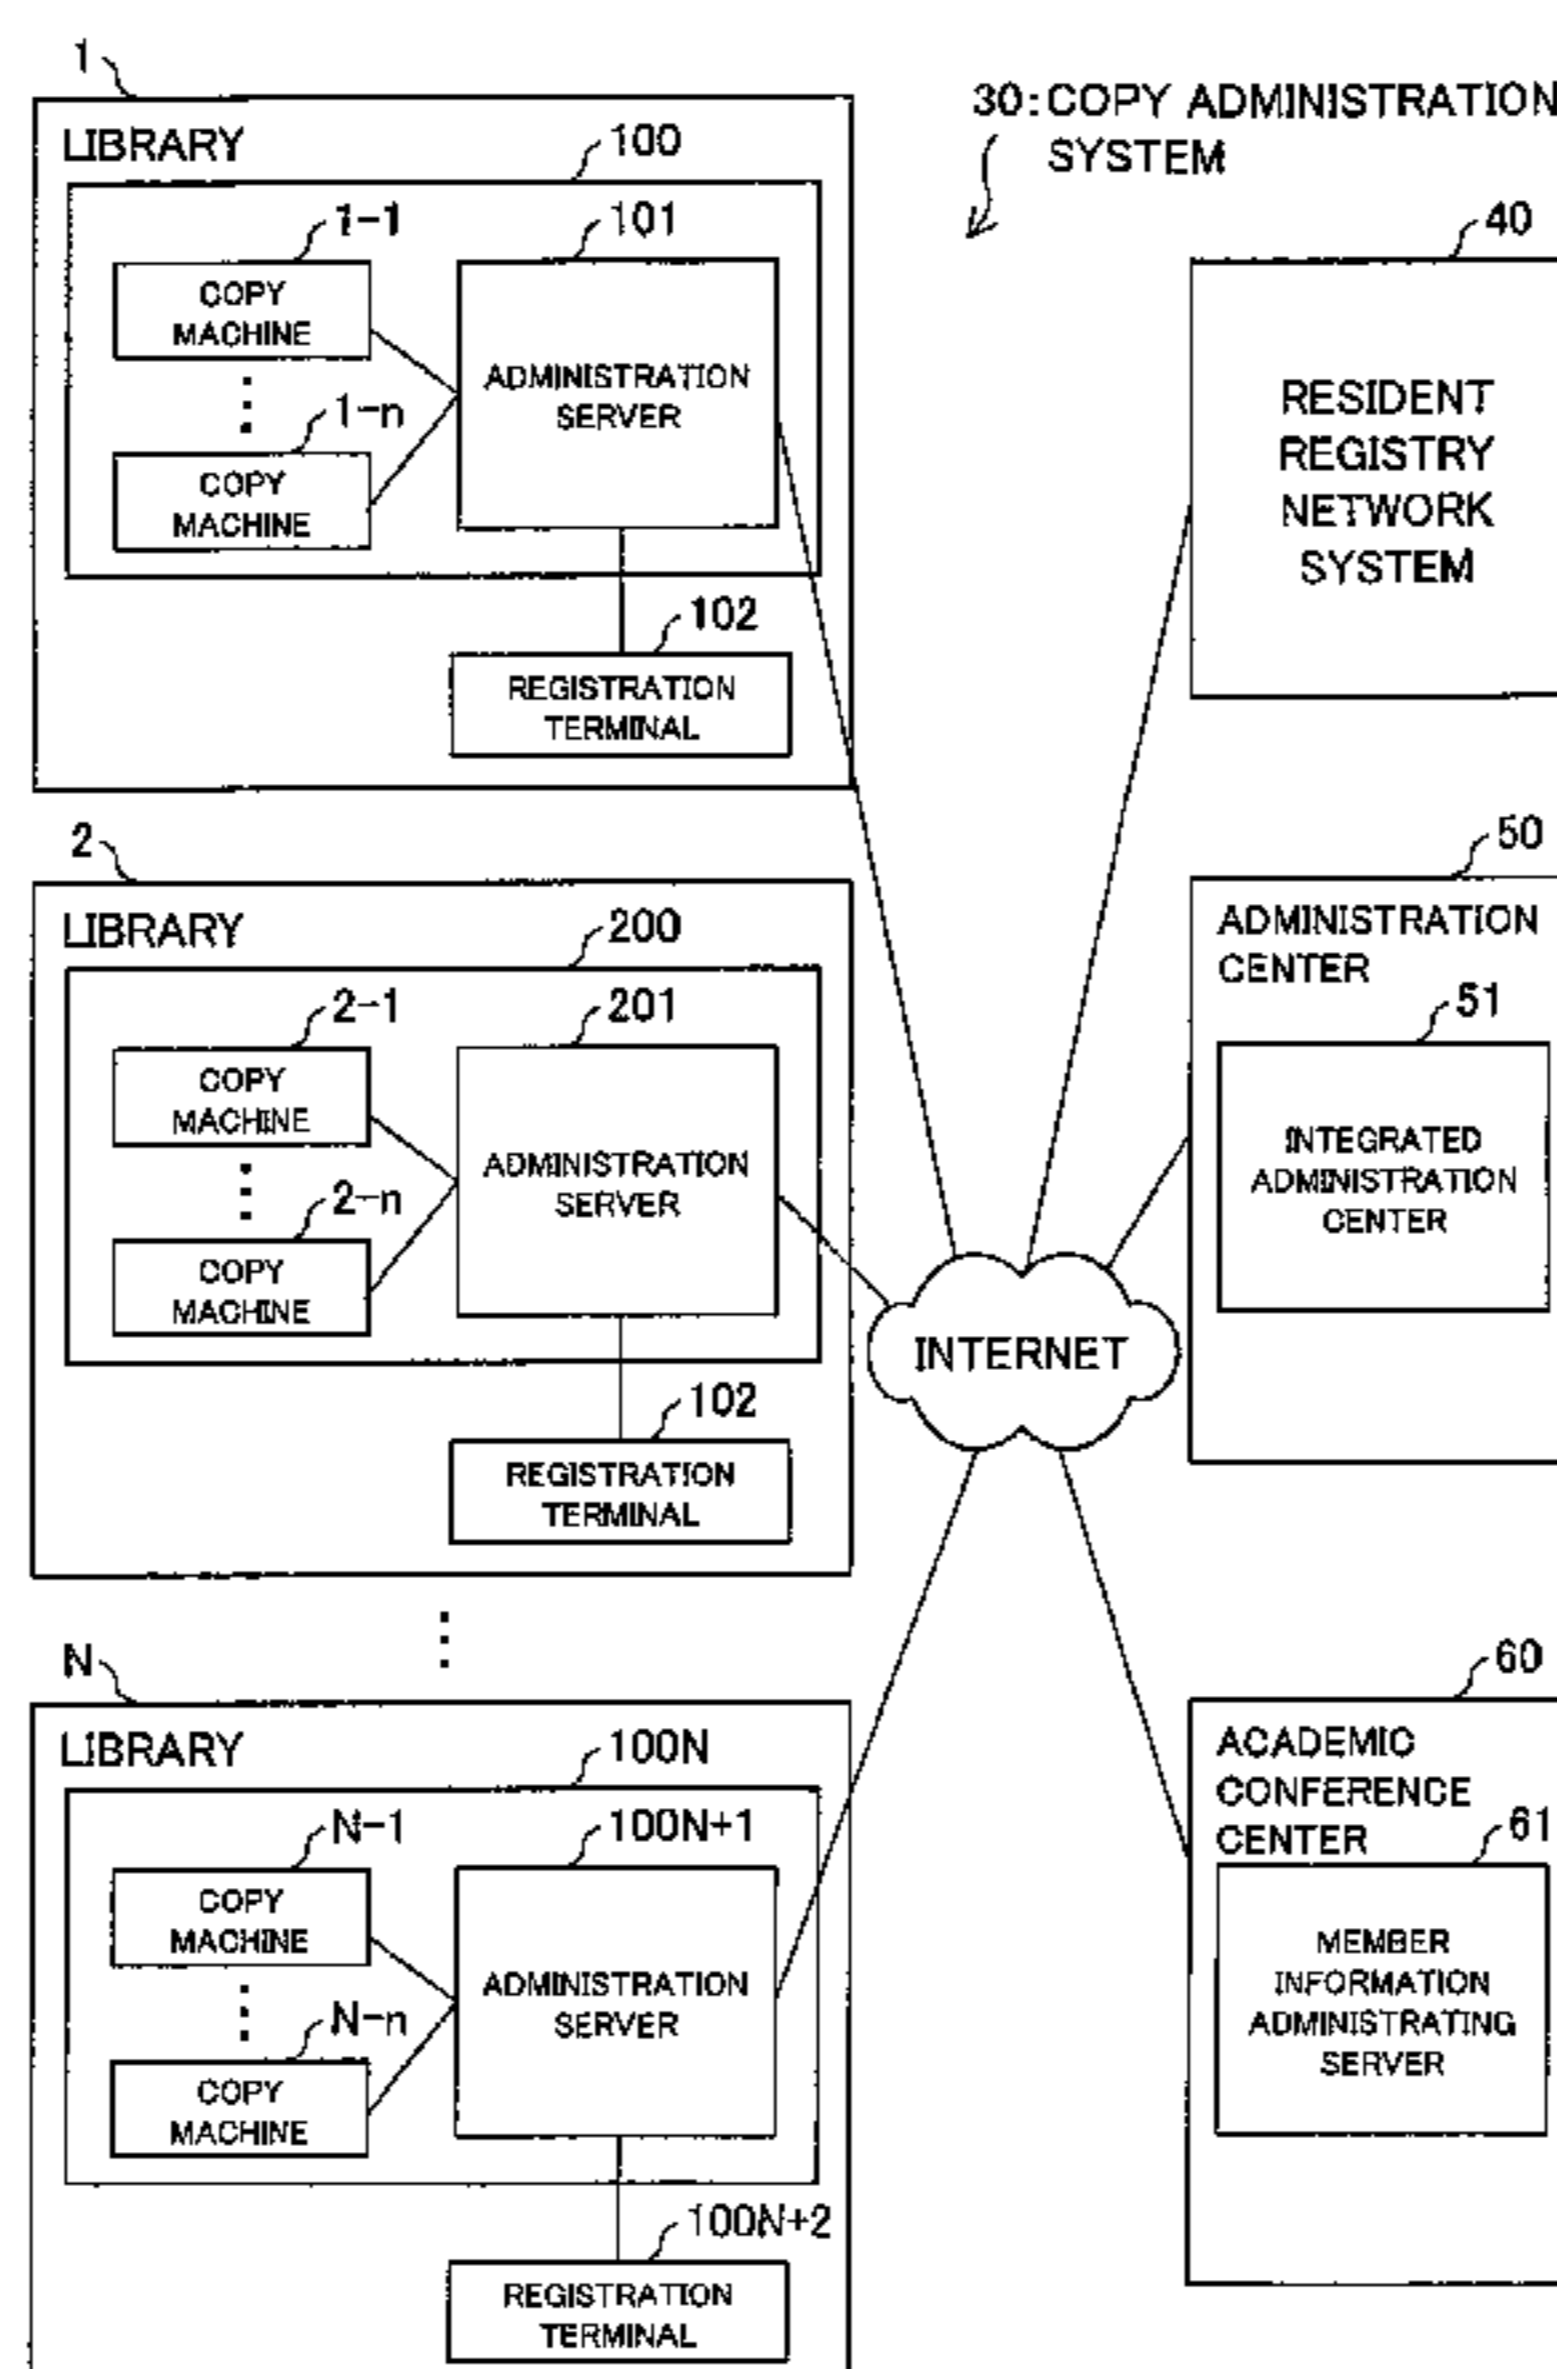 1
LIBRARY
100
1-1
101
COPY
MACHINE
ADMINISTRATION
SERVER
1-n
COPY
MACHINE
102
REGISTRATION
TERMINAL
30:COPY ADMINISTRATION
SYSTEM
40
RESIDENT
REGISTRY
NETWORK
SYSTEM
2
LIBRARY
200
2-1
201
COPY
MACHINE
ADMINISTRATION
SERVER
2-n
COPY
MACHINE
102
REGISTRATION
TERMINAL
50
ADMINISTRATION
CENTER
51
INTEGRATED
ADMINISTRATION
CENTER
INTERNET
N
LIBRARY
100N
N-1
100N+1
COPY
MACHINE
ADMINISTRATION
SERVER
N-n
COPY
MACHINE
100N+2
REGISTRATION
TERMINAL
60
ACADEMIC
CONFERENCE
CENTER
61
MEMBER
INFORMATION
ADMINISTRATING
SERVER